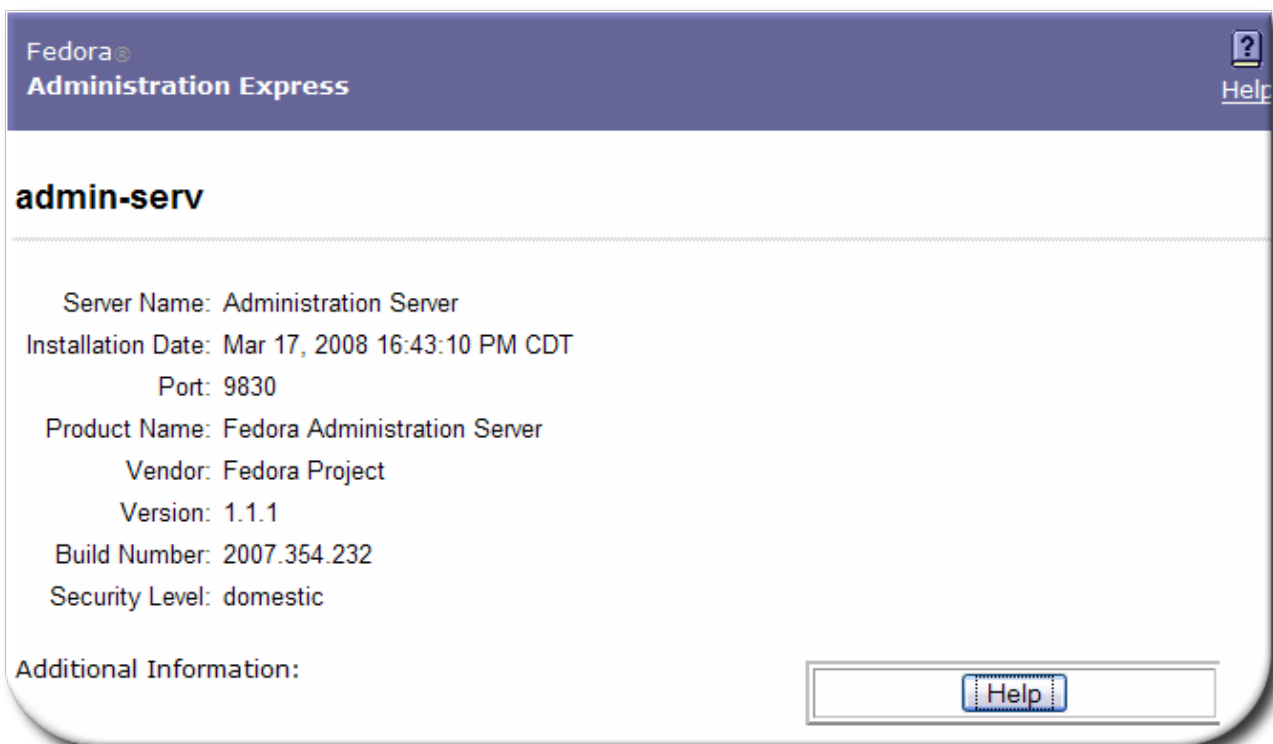 Fedora®
Administration Express
?
Help
admin-serv
Server Name: Administration Server
Installation Date: Mar 17, 2008 16:43:10 PM CDT
Port: 9830
Product Name: Fedora Administration Server
Vendor: Fedora Project
Version: 1.1.1
Build Number: 2007.354.232
Security Level: domestic
Additional Information:
Help